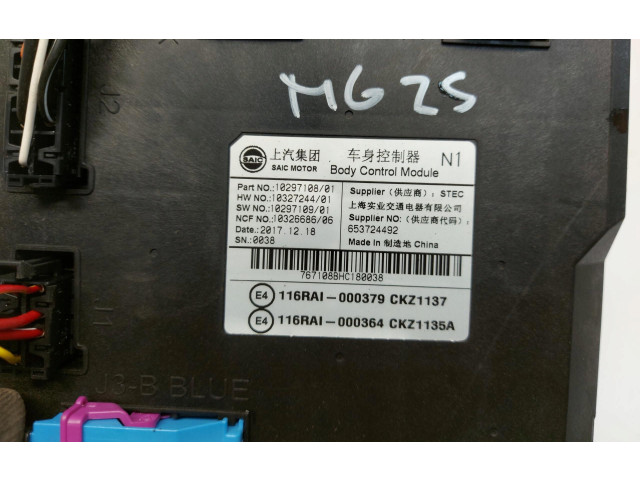 MG ZS
J2
SAIC 上汽集团 车身控制器 N1
SAIC MOTOR Body Control Module
Part NO.:10297108/01
HW NO.:10327244/01
SW NO.:10297109/01
NCF NO.:10326686/06
Date.:2017.12.18
SN.:0038
Supplier (供应商): STEC
上海实业交通电器有限公司
Supplier NO:(供应商代码):
653724492
Made In 制造地 China
767108BHC180038
E4 116RAI-000379 CKZ1137
E4 116RAI-000364 CKZ1135A
J1
J3-B BLUE